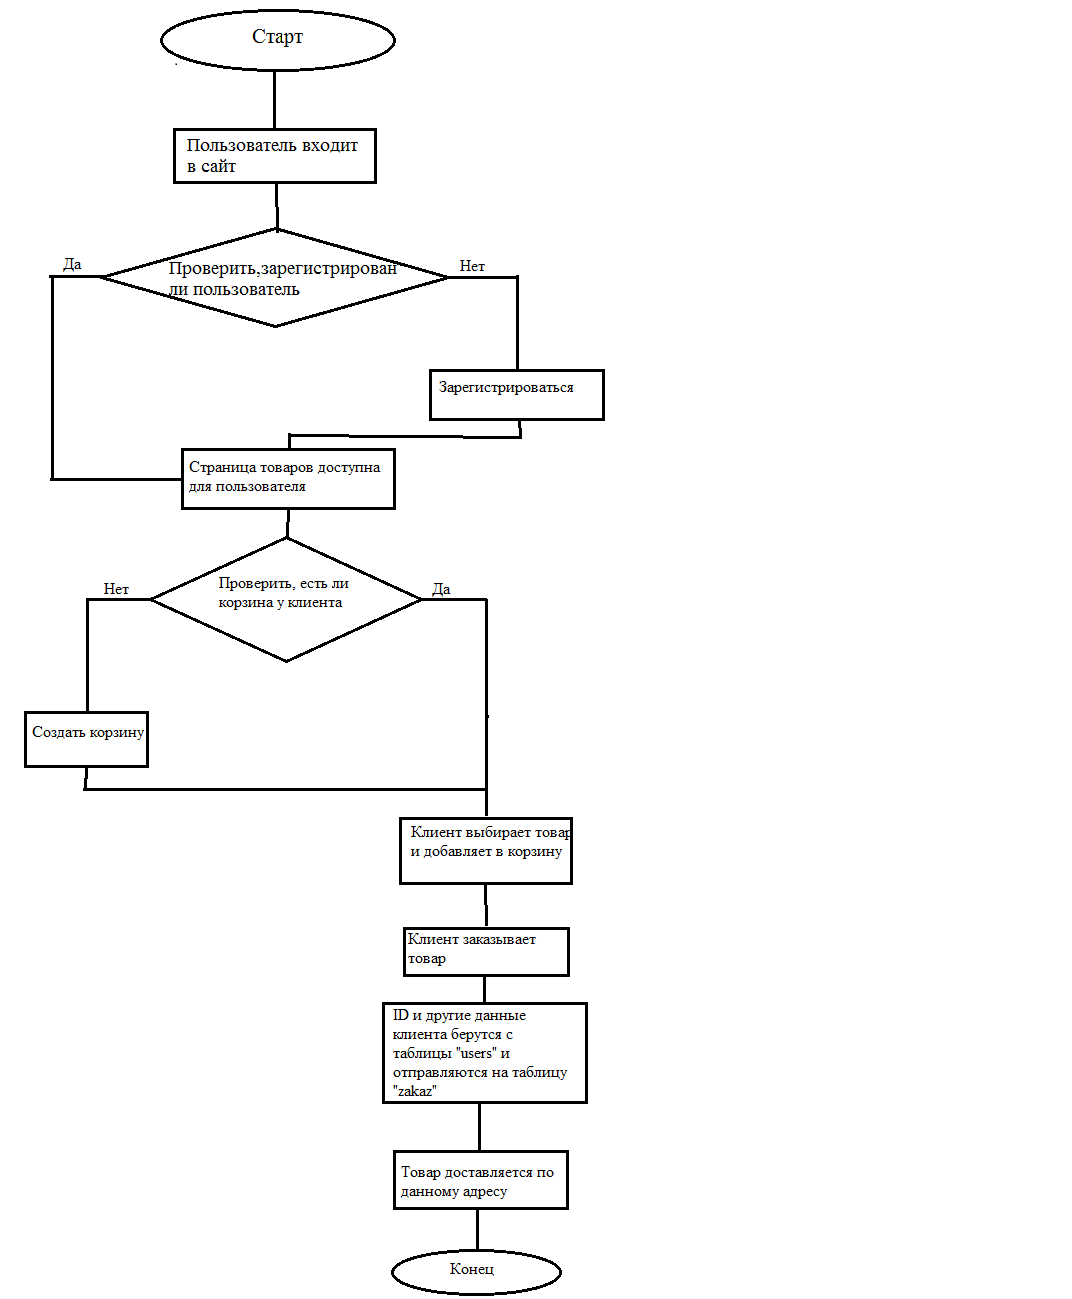 Старт
Пользователь входит
в сайт
Да
Нет
Проверить,зарегистрирован
ли пользователь
Зарегистрироваться
Страница товаров доступна
для пользователя
Нет
Да
Проверить, есть ли
корзина у клиента
Создать корзину
Клиент выбирает товар
и добавляет в корзину
Клиент заказывает
товар
ID и другие данные
клиента берутся с
таблицы "users" и
отправляются на таблицу
"zakaz"
Товар доставляется по
данному адресу
Конец